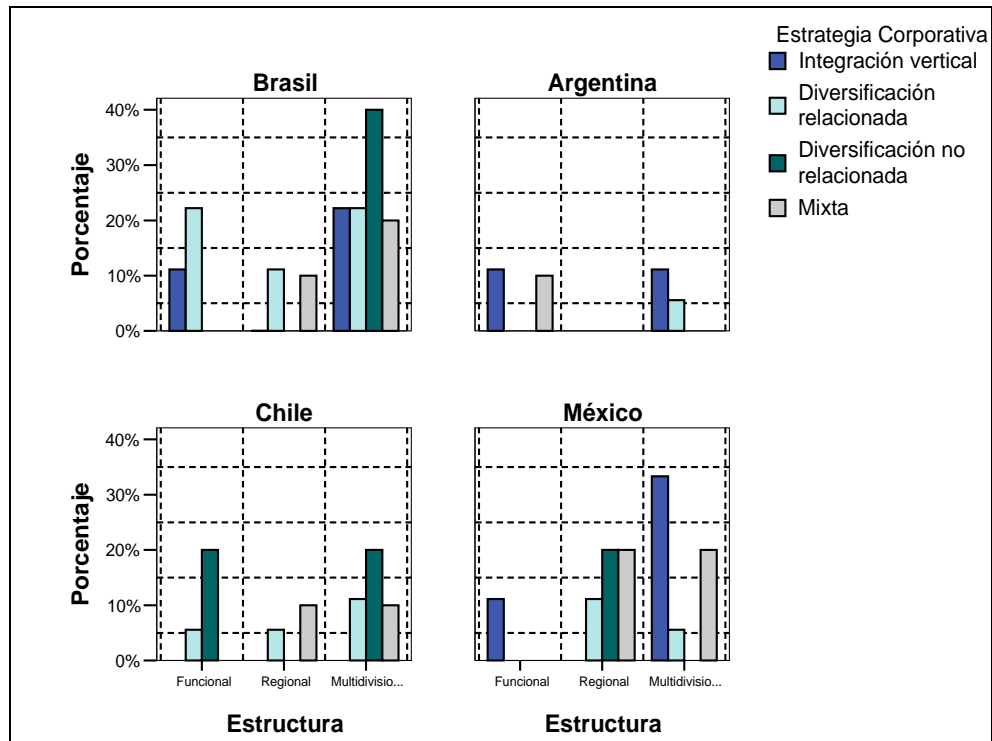 Estrategia Corporativa
Integración vertical
Diversificación
relacionada
Diversificación no
relacionada
Mixta
Brasil
Argentina
Porcentaje
40%
30%
20%
10%
0%
Chile
México
Porcentaje
40%
30%
20%
10%
0%
Funcional
Regional
Multidivisio...
Funcional
Regional
Multidivisio...
Estructura
Estructura